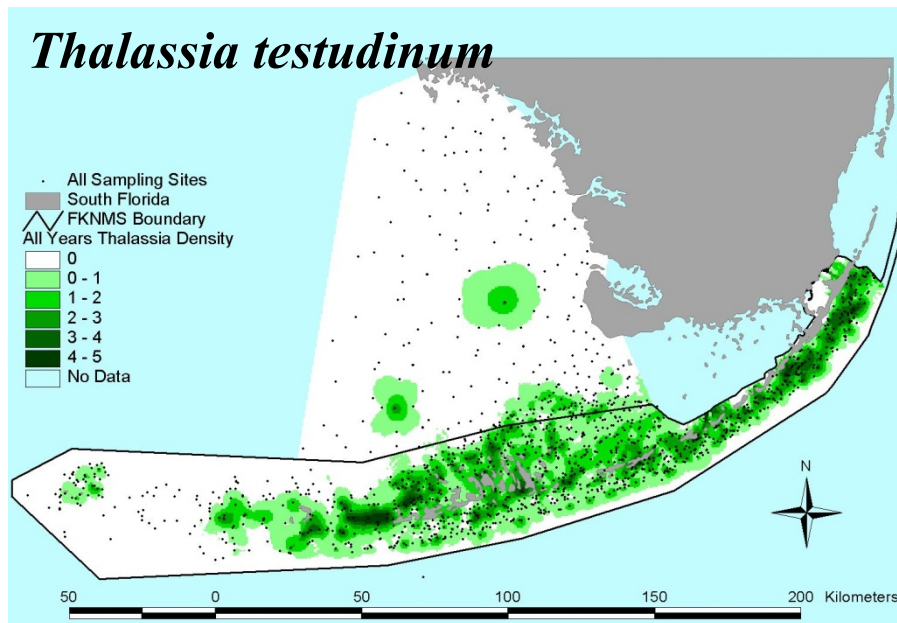 Thalassia testudinum
All Sampling Sites
South Florida
FKNMS Boundary
All Years Thalassia Density
0
0 - 1
1 - 2
2 - 3
3 - 4
4 - 5
No Data
N
50 0 50 100 150 200 Kilometers